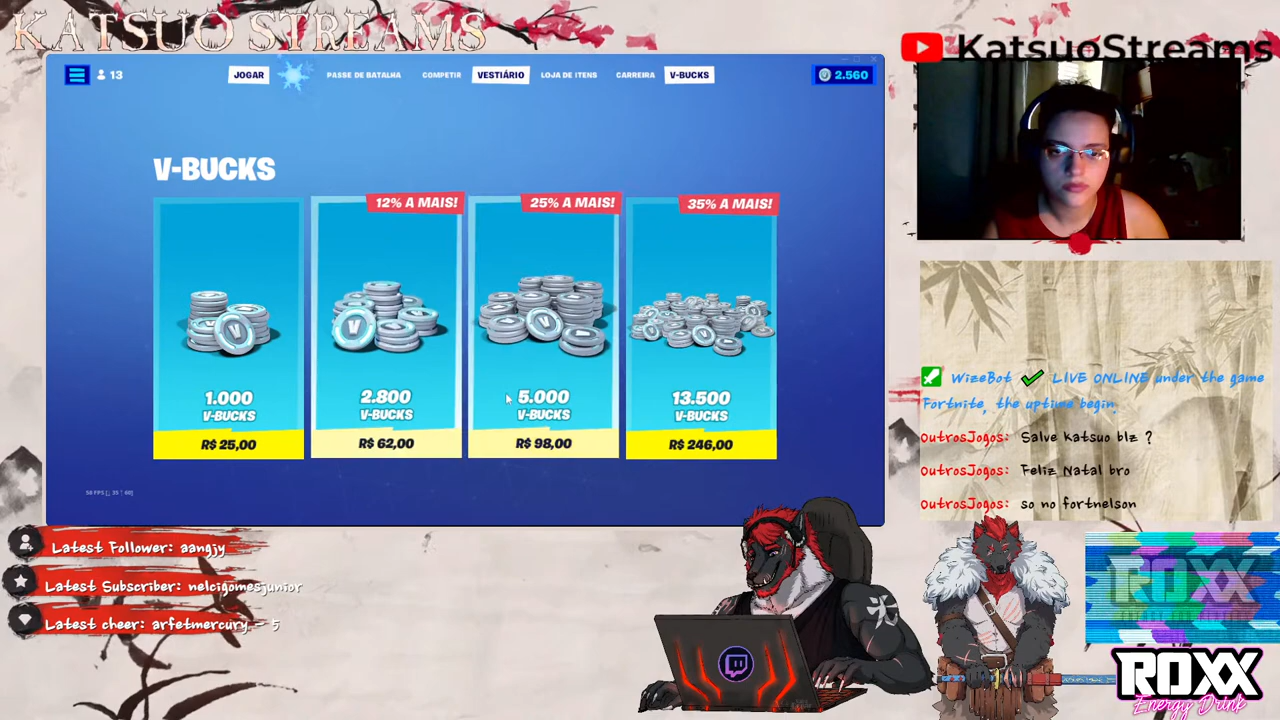 KATSUO STREAMS
KatsuoStreams
13
JOGAR
PASSE DE BATALHA
COMPETIR
VESTIÁRIO
LOJA DE ITENS
CARREIRA
V-BUCKS
2.560
V-BUCKS
12% A MAIS!
25% A MAIS!
35% A MAIS!
1.000
V-BUCKS
R$ 25,00
2.800
V-BUCKS
R$ 62,00
5.000
V-BUCKS
R$ 98,00
13.500
V-BUCKS
R$ 246,00
WizeBot ✔ LIVE ONLINE under the game
Fortnite, the uptime begin.
OutrosJogos: Salve Katsuo blz ?
OutrosJogos: Feliz Natal bro
OutrosJogos: so no fortnelson
Latest Follower: aangjy
Latest Subscriber: nelcigomesjunior
Latest cheer: arfetmercury - 5
ROXX
Energy Drink